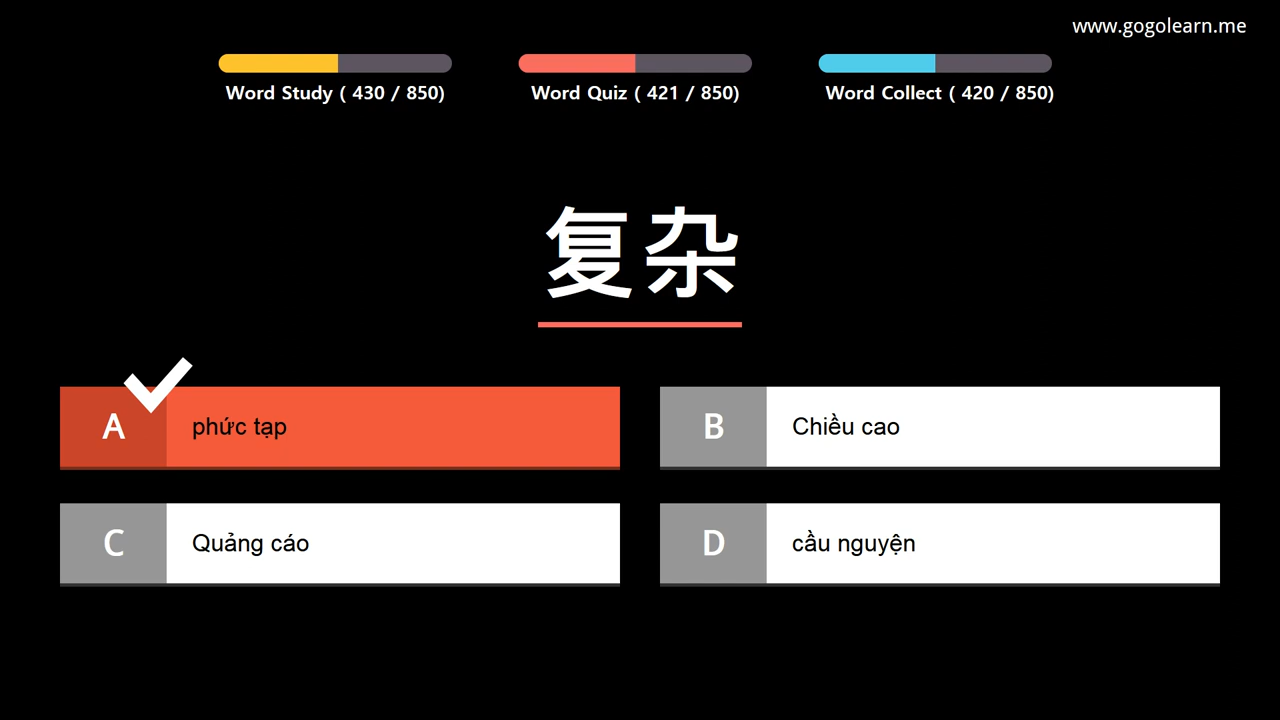 www.gogolearn.me
Word Study ( 430 / 850)
Word Quiz ( 421 / 850)
Word Collect ( 420 / 850)
复杂
A phức tạp
B Chiều cao
C Quảng cáo
D cầu nguyện